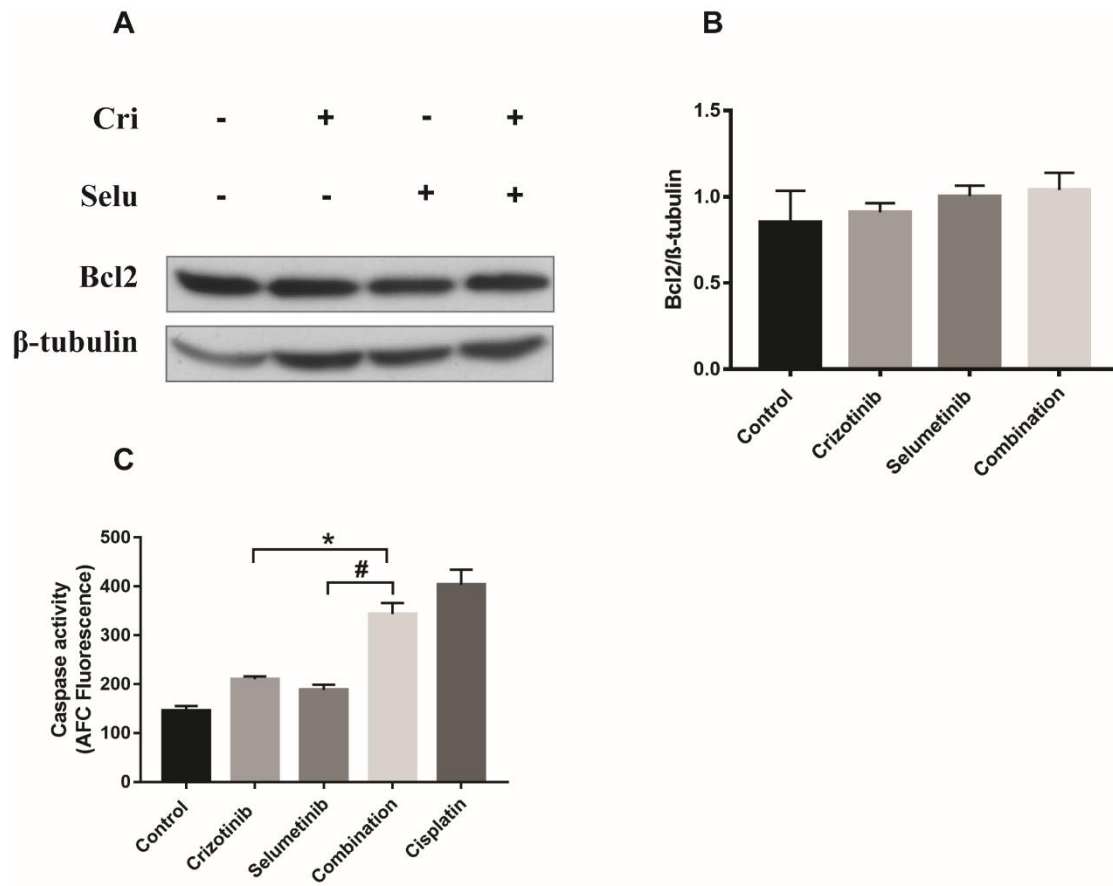 A
Cri - + - +
Selu - - + +
Bcl2
β-tubulin
B
1.5
1.0
0.5
0.0
Bcl2/ß-tubulin
Control
Crizotinib
Selumetinib
Combination
C
500
400
300
200
100
0
Caspase activity
(AFC Fluorescence)
*
#
Control
Crizotinib
Selumetinib
Combination
Cisplatin